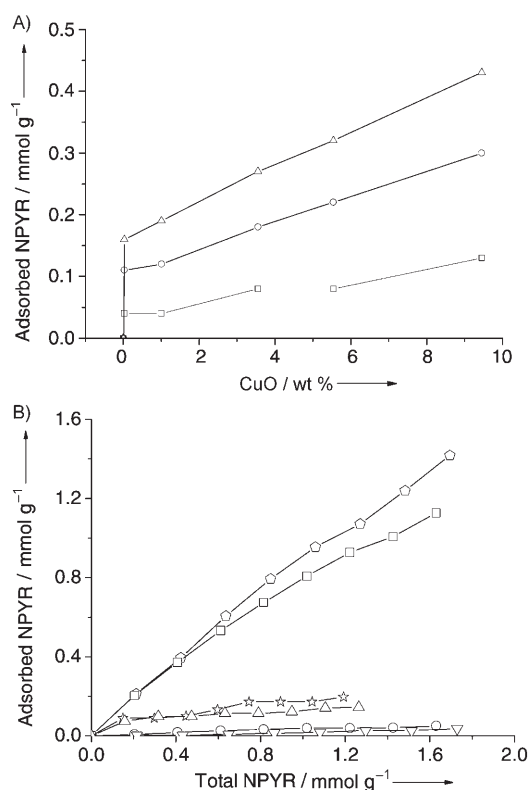 A)
0.5
0.4
0.3
0.2
0.1
0.0
Adsorbed NPYR / mmol g⁻¹
0 2 4 6 8 10
CuO / wt %
B)
1.6
1.2
0.8
0.4
0.0
Adsorbed NPYR / mmol g⁻¹
0.0 0.4 0.8 1.2 1.6 2.0
Total NPYR / mmol g⁻¹